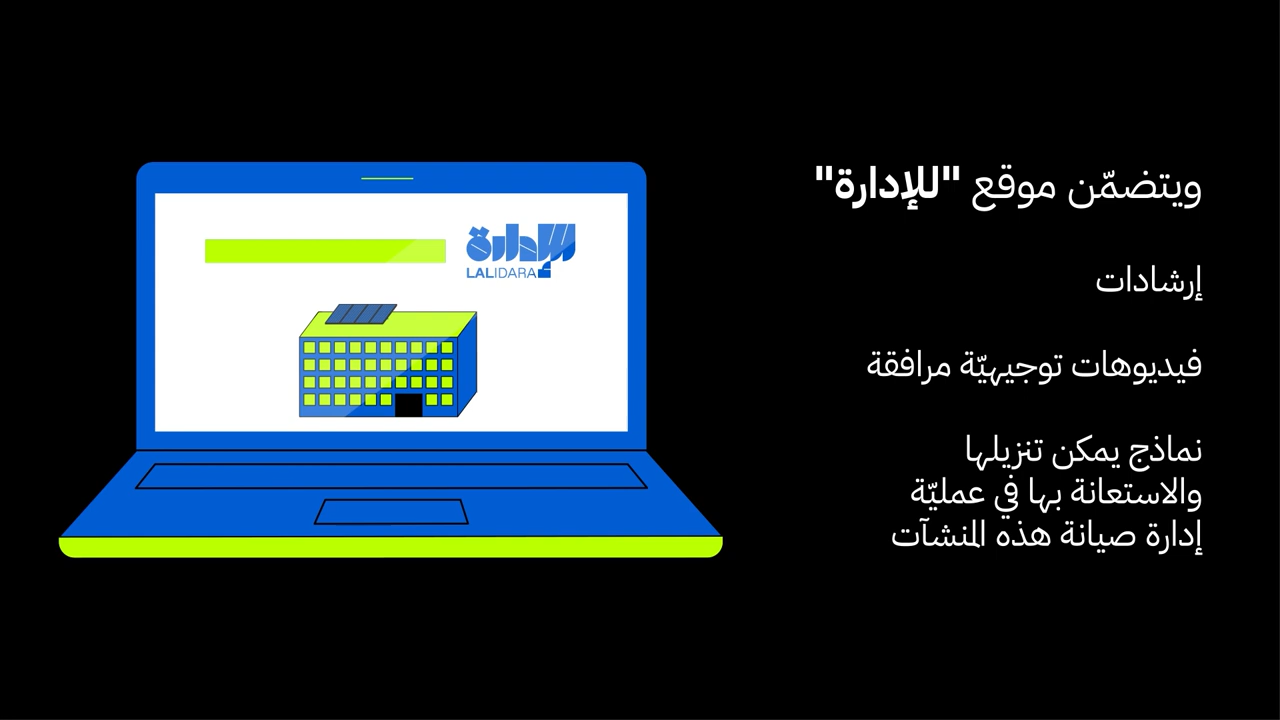 ويتضمّن موقع "للإدارة"
إرشادات
فيديوهات توجيهيّة مرافقة
نماذج يمكن تنزيلها
والاستعانة بها في عمليّة
إدارة صيانة هذه المنشآت
للإدارة
LALIDARA